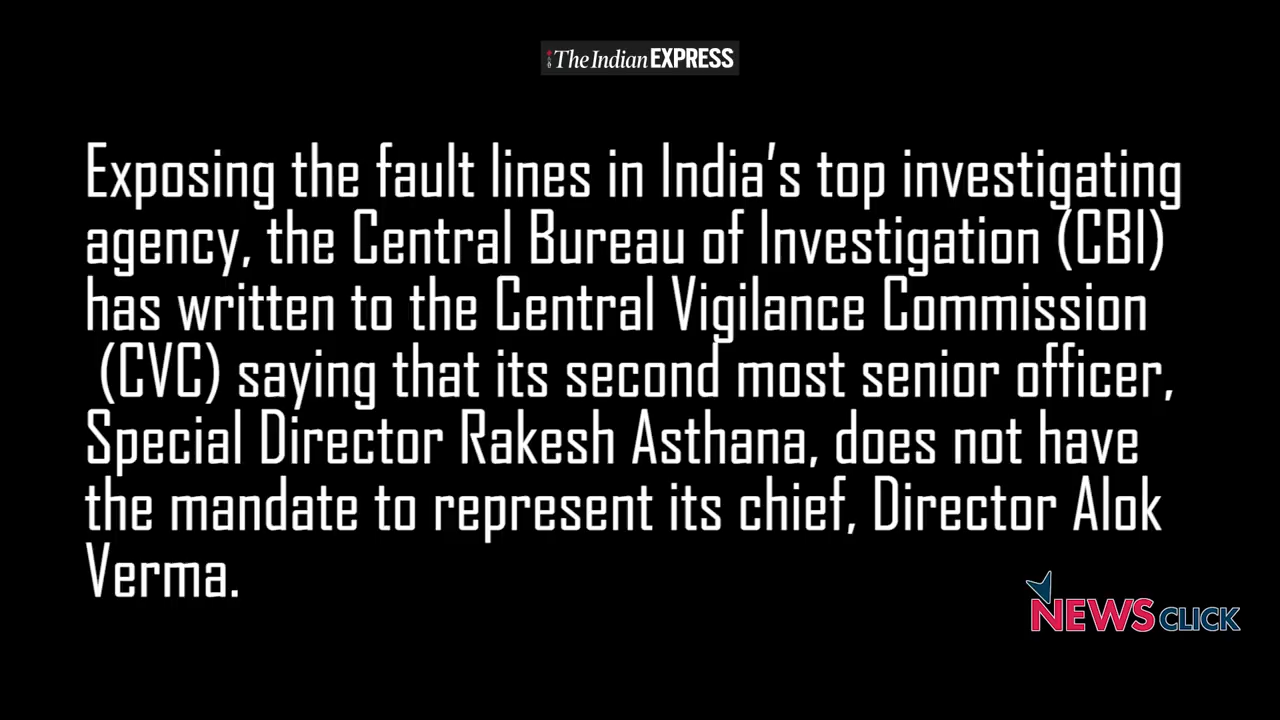 The Indian EXPRESS
Exposing the fault lines in India's top investigating
agency, the Central Bureau of Investigation (CBI)
has written to the Central Vigilance Commission
(CVC) saying that its second most senior officer,
Special Director Rakesh Asthana, does not have
the mandate to represent its chief, Director Alok
Verma.
NEWS CLICK